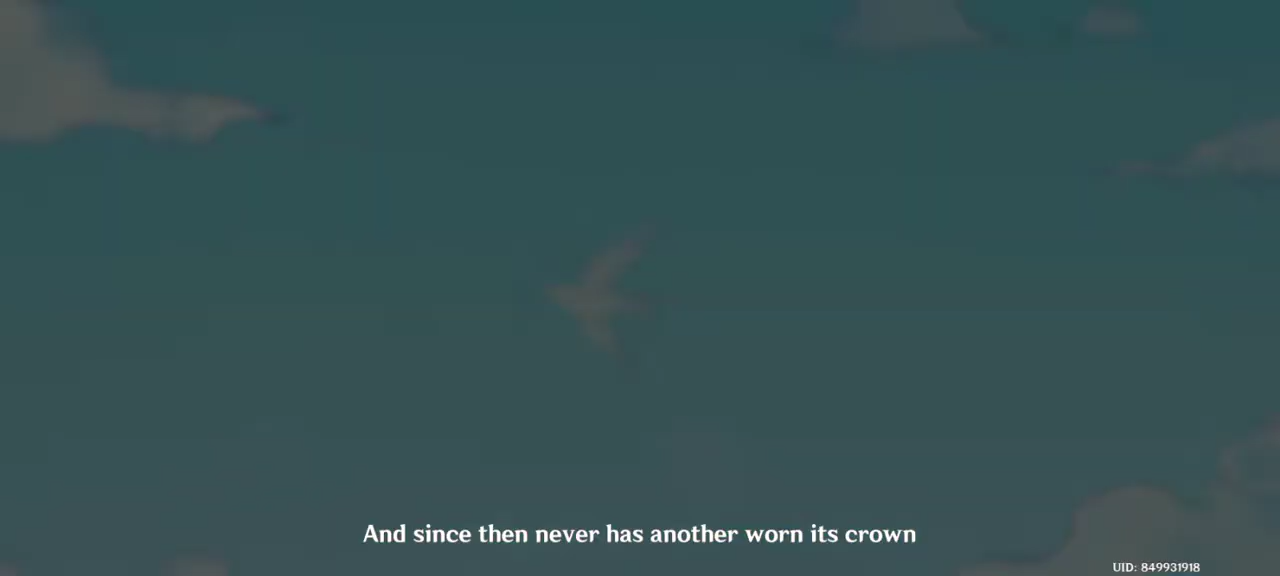 And since then never has another worn its crown
UID: 849931918